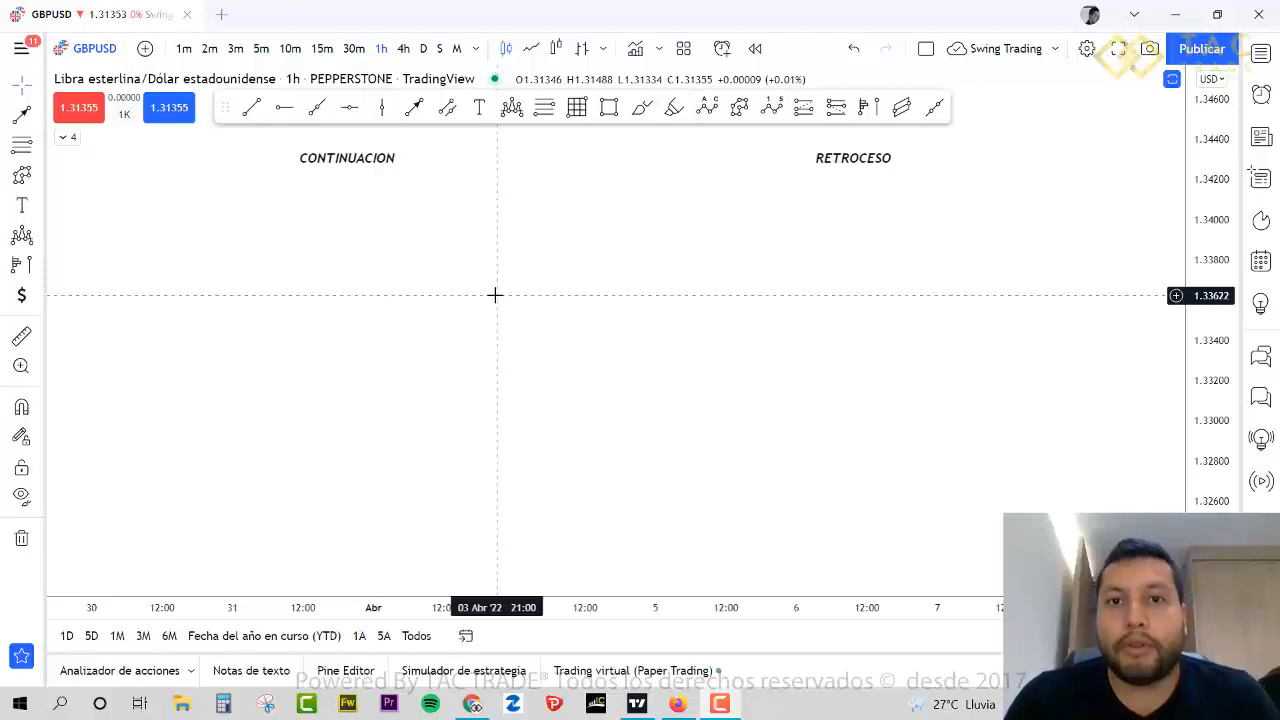 GBPUSD ▼ 1.31353 0% Swing
11
GBPUSD 1m 2m 3m 5m 10m 15m 30m 1h 4h D S M Swing Trading Publicar
Libra esterlina/Dólar estadounidense · 1h · PEPPERSTONE · TradingView O1.31346 H1.31488 L1.31334 C1.31355 +0.00009 (+0.01%) USD
1.31355 0.00000 1K 1.31355
4
CONTINUACION RETROCESO
1.34600
1.34400
1.34200
1.34000
1.33800
1.33622
1.33400
1.33200
1.33000
1.32800
1.32600
30 12:00 31 12:00 Abr 12:0 03 Abr '22 21:00 12:00 5 12:00 6 12:00 7
1D 5D 1M 3M 6M Fecha del año en curso (YTD) 1A 5A Todos
Analizador de acciones Notas de texto Pine Editor Simulador de estrategia Trading virtual (Paper Trading)
Powered By TAC TRADE® Todos los derechos reservados © desde 2017
27°C Lluvia